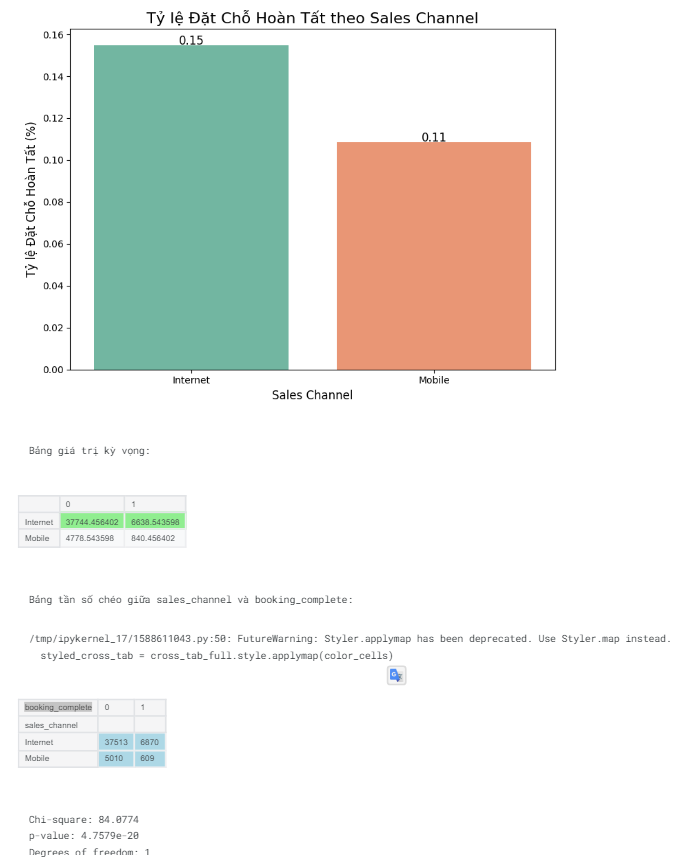 Tỷ lệ Đặt Chỗ Hoàn Tất theo Sales Channel
0.16
0.14
0.12
0.10
0.08
0.06
0.04
0.02
0.00
Tỷ lệ Đặt Chỗ Hoàn Tất (%)
0.15
0.11
Internet Mobile
Sales Channel
Bảng giá trị kỳ vọng:
0 1
Internet 37744.456402 6638.543598
Mobile 4778.543598 840.456402
Bảng tần số chéo giữa sales_channel và booking_complete:
/tmp/ipykernel_17/1588611043.py:50: FutureWarning: Styler.applymap has been deprecated. Use Styler.map instead.
styled_cross_tab = cross_tab_full.style.applymap(color_cells)
booking_complete 0 1
sales_channel
Internet 37513 6870
Mobile 5010 609
Chi-square: 84.0774
p-value: 4.7579e-20
Degrees of freedom: 1